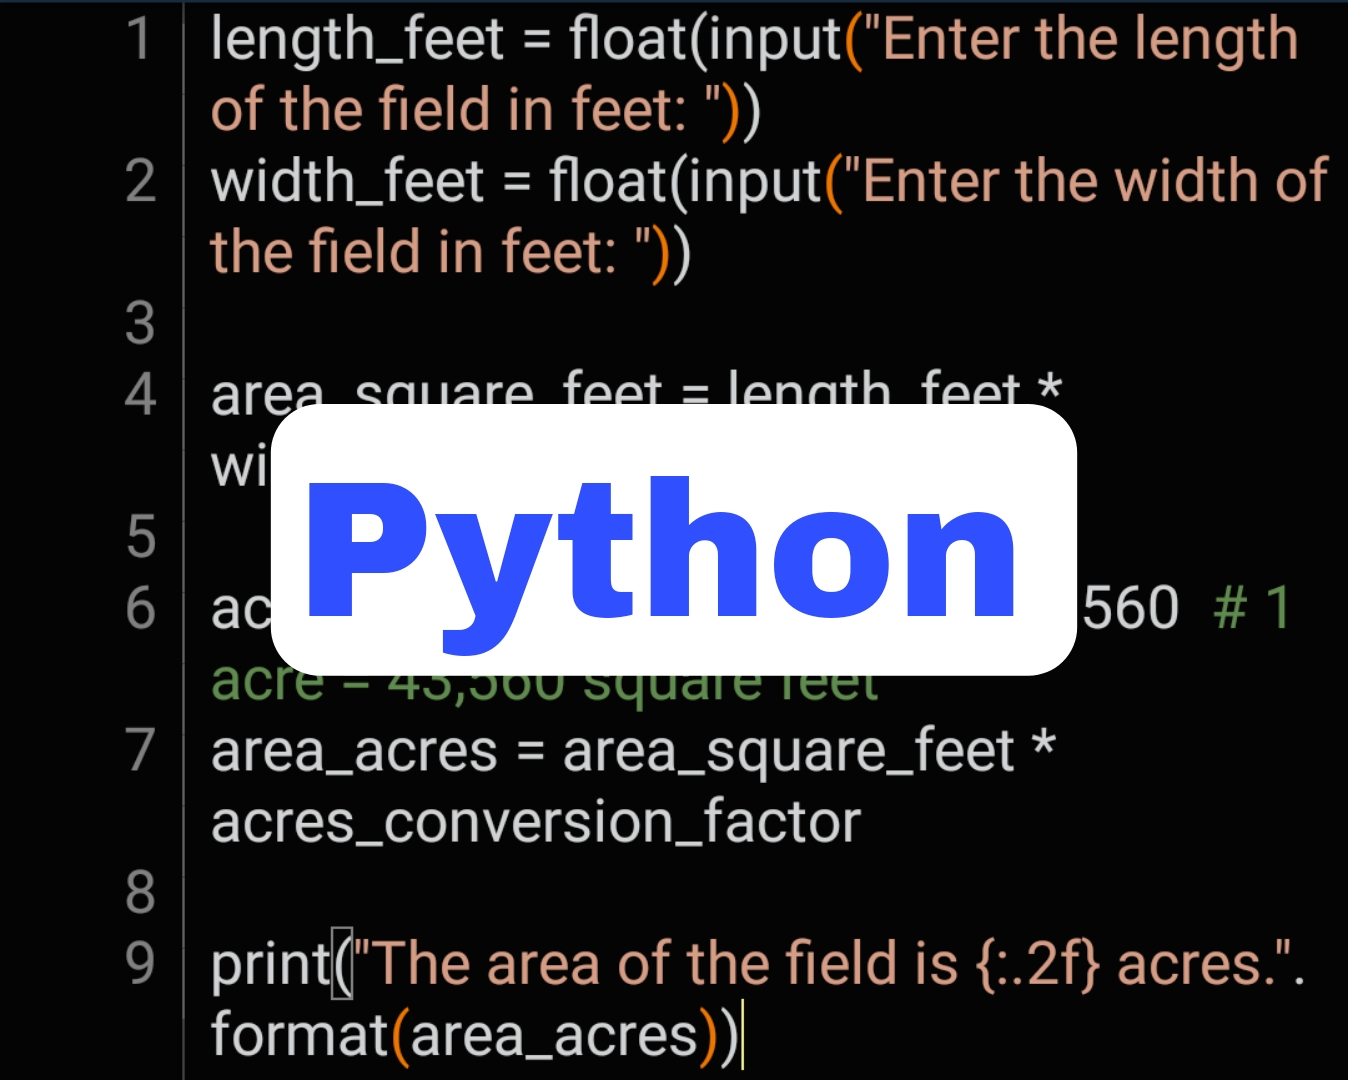 1 length_feet = float(input("Enter the length
of the field in feet: "))
2 width_feet = float(input("Enter the width of
the field in feet: "))
3
4 area_square_feet = length_feet *
wi
5
Python
6 ac 560 # 1
acre = 43,560 square feet
7 area_acres = area_square_feet *
acres_conversion_factor
8
9 print("The area of the field is {:.2f} acres.".
format(area_acres))